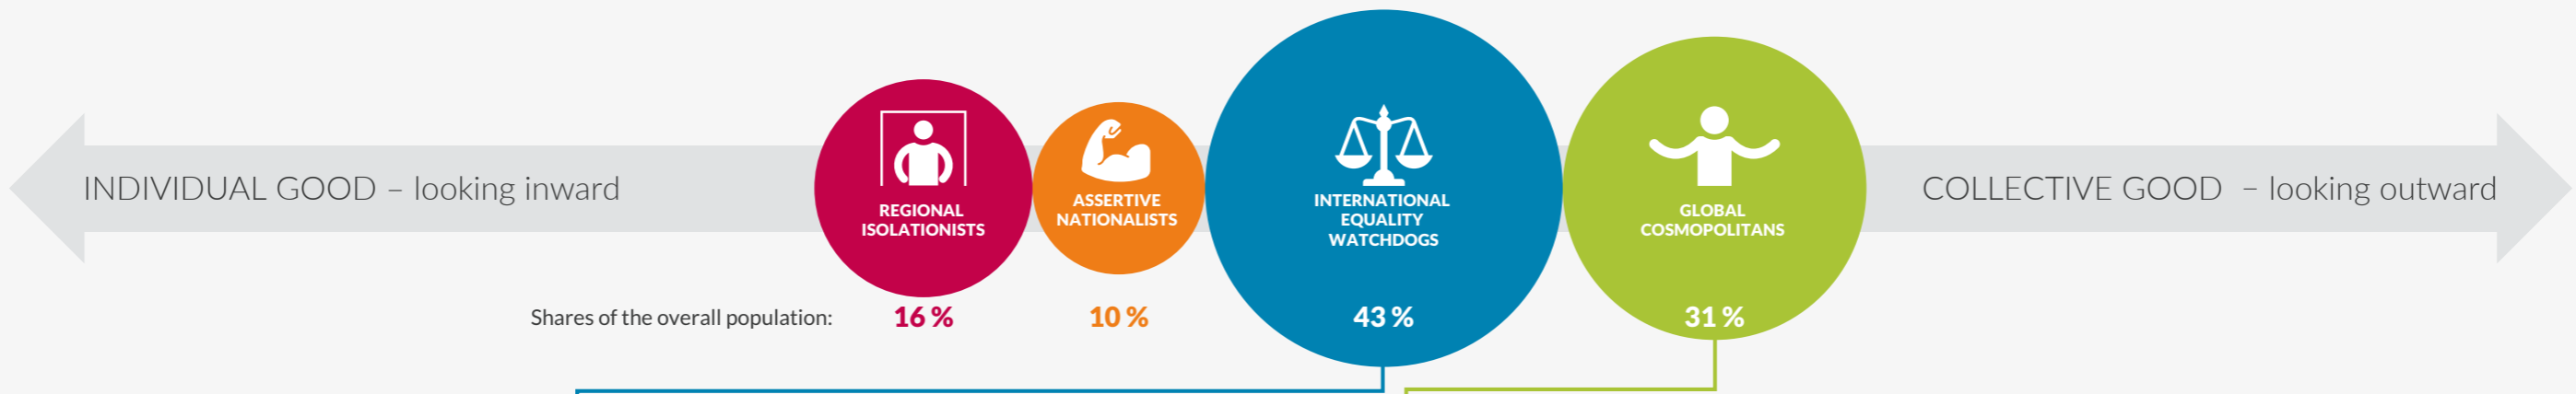 INDIVIDUAL GOOD – looking inward
REGIONAL
ISOLATIONISTS
ASSERTIVE
NATIONALISTS
INTERNATIONAL
EQUALITY
WATCHDOGS
GLOBAL
COSMOPOLITANS
COLLECTIVE GOOD – looking outward
Shares of the overall population:
16 %
10 %
43 %
31 %